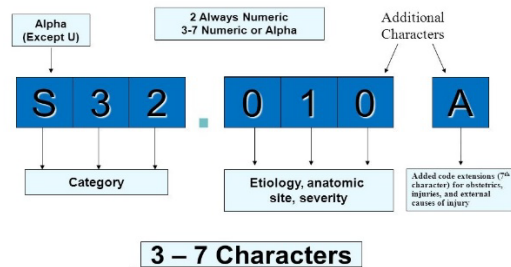 Alpha
(Except U)
2 Always Numeric
3-7 Numeric or Alpha
Additional
Characters
S 3 2 . 0 1 0 A
Category
Etiology, anatomic
site, severity
Added code extensions (7th
character) for obstetrics,
injuries, and external
causes of injury
3 – 7 Characters